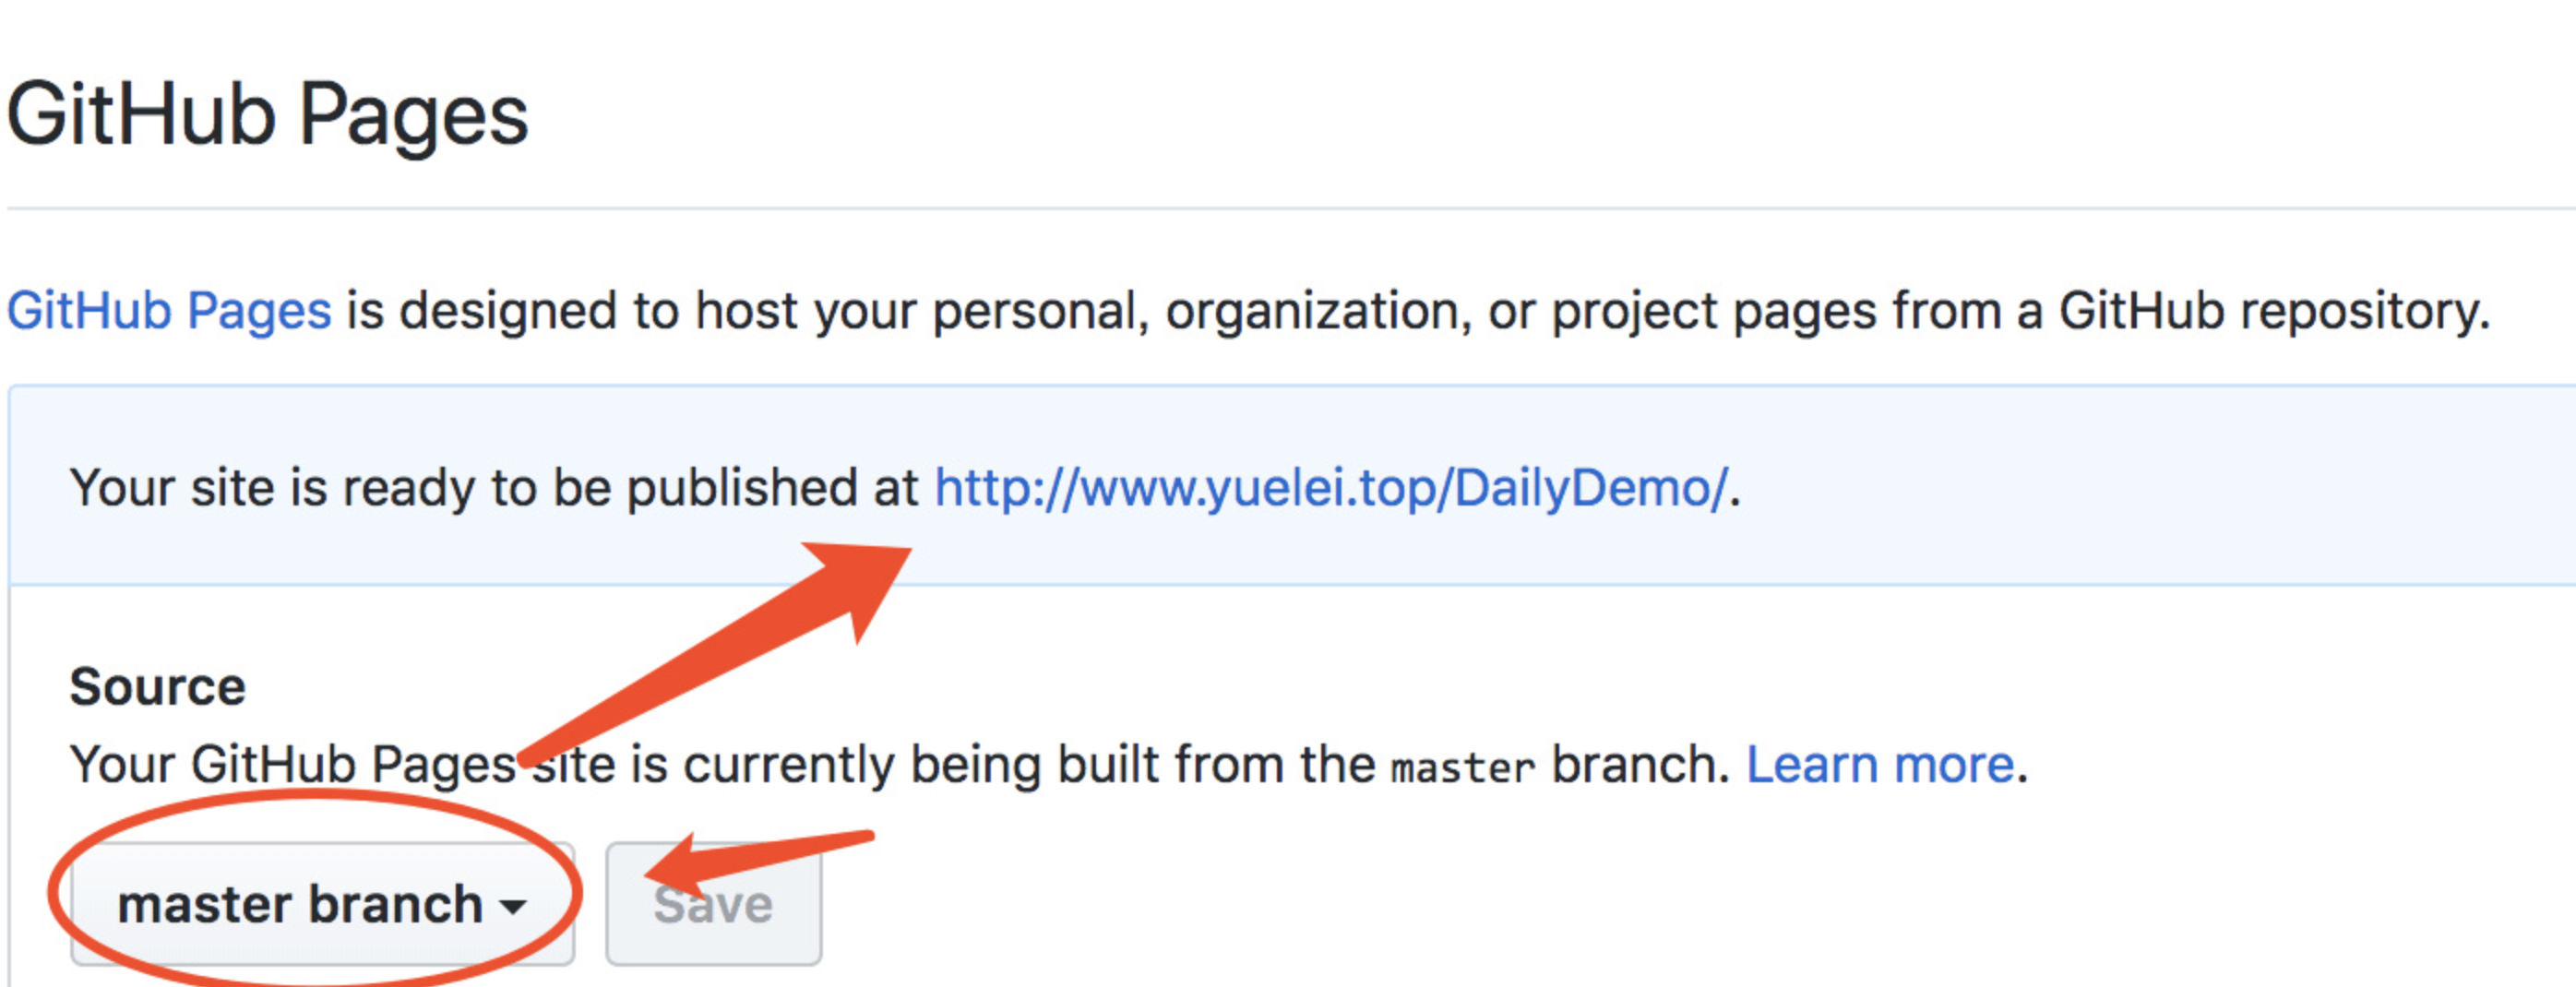 GitHub Pages
GitHub Pages is designed to host your personal, organization, or project pages from a GitHub repository.
Your site is ready to be published at http://www.yuelei.top/DailyDemo/.
Source
Your GitHub Pages site is currently being built from the master branch. Learn more.
master branch Save